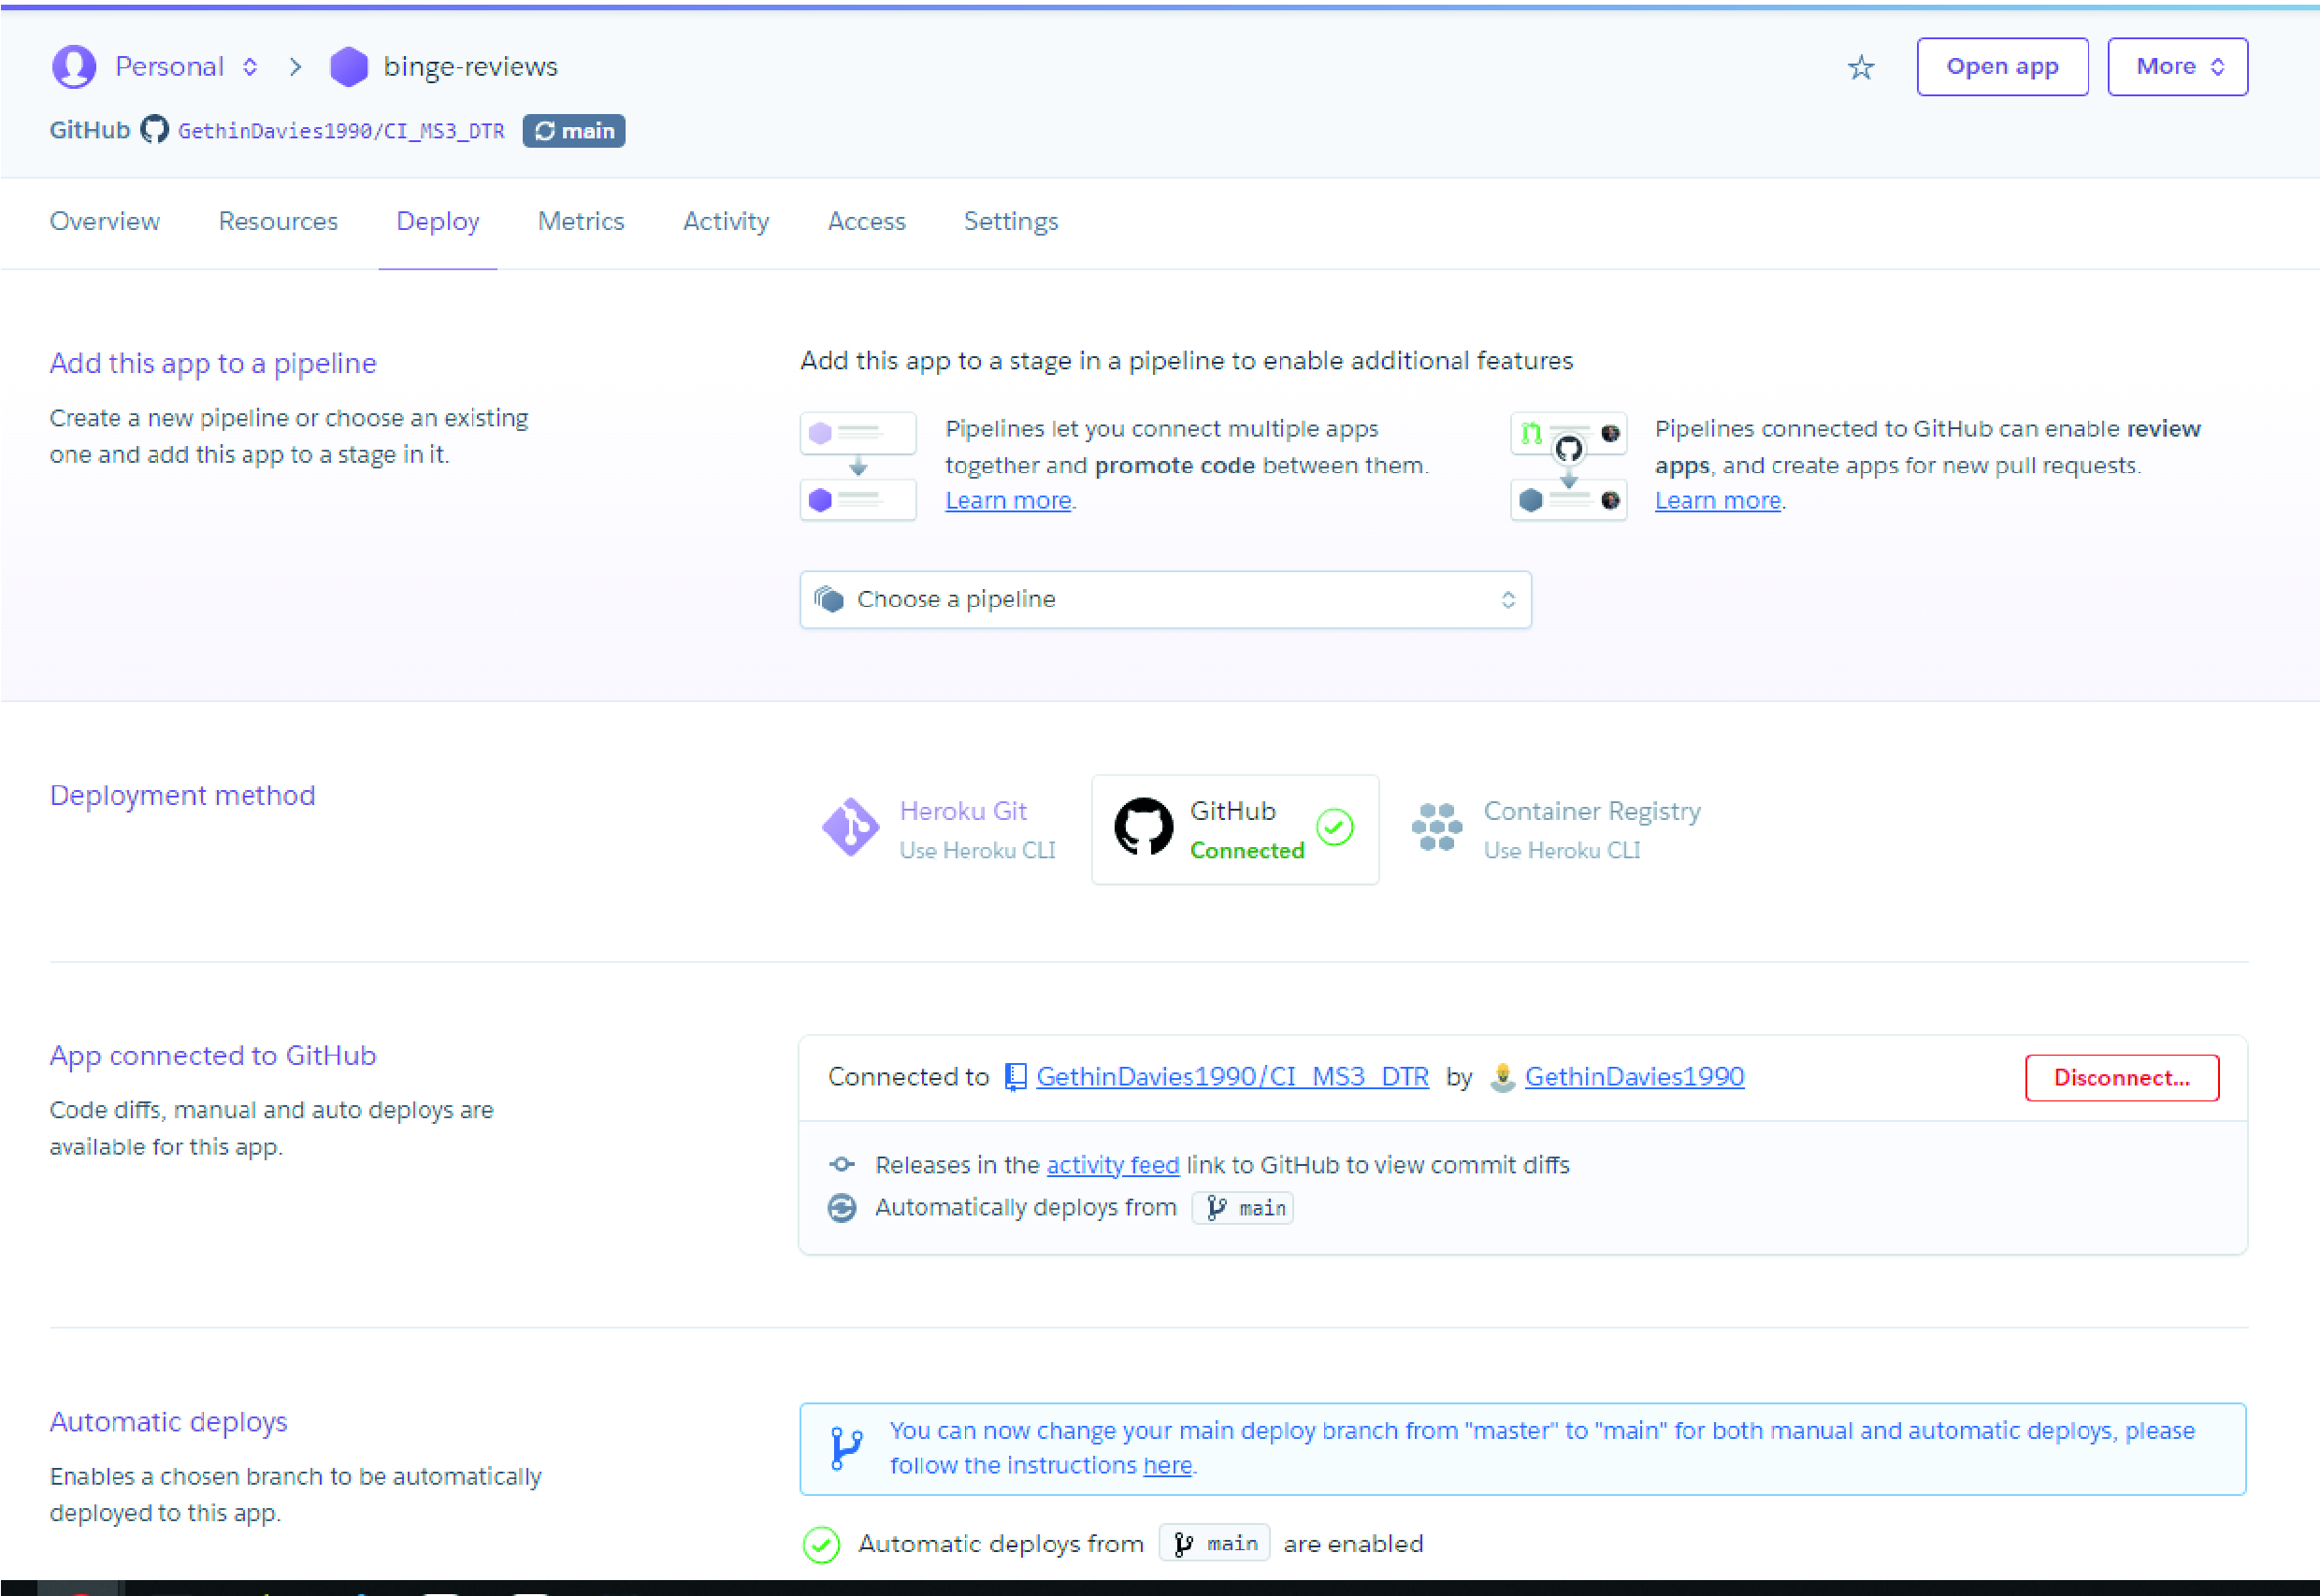 Personal > binge-reviews
Open app
More
GitHub GethinDavies1990/CI_MS3_DTR main
Overview Resources Deploy Metrics Activity Access Settings
Add this app to a pipeline
Create a new pipeline or choose an existing
one and add this app to a stage in it.
Add this app to a stage in a pipeline to enable additional features
Pipelines let you connect multiple apps
together and promote code between them.
Learn more.
Pipelines connected to GitHub can enable review
apps, and create apps for new pull requests.
Learn more.
Choose a pipeline
Deployment method
Heroku Git
Use Heroku CLI
GitHub
Connected
Container Registry
Use Heroku CLI
App connected to GitHub
Code diffs, manual and auto deploys are
available for this app.
Connected to GethinDavies1990/CI_MS3_DTR by GethinDavies1990
Disconnect...
Releases in the activity feed link to GitHub to view commit diffs
Automatically deploys from main
Automatic deploys
Enables a chosen branch to be automatically
deployed to this app.
You can now change your main deploy branch from "master" to "main" for both manual and automatic deploys, please
follow the instructions here.
Automatic deploys from main are enabled